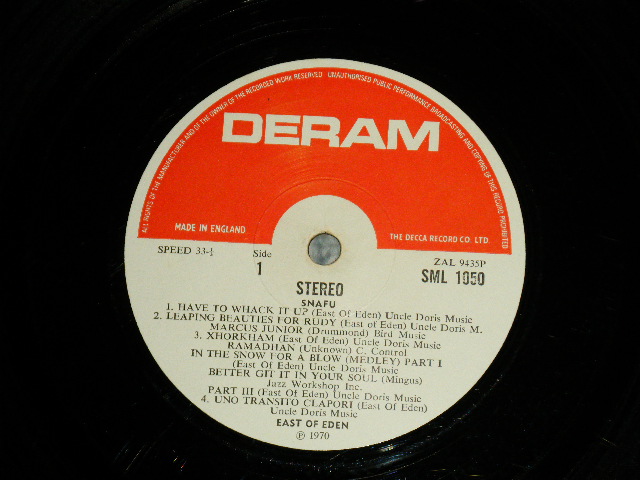 ALL RIGHTS OF THE MANUFACTURER AND OF THE OWNER OF THE RECORDED WORK RESERVED UNAUTHORISED PUBLIC PERFORMANCE BROADCASTING AND COPYING OF THIS RECORD PROHIBITED
DERAM
MADE IN ENGLAND
THE DECCA RECORD CO. LTD.
SPEED 33-⅓
Side
1
ZAL 9435P
SML 1050
STEREO
SNAFU
1. HAVE TO WHACK IT U? (East Of Eden) Uncle Doris Music
2. LEAPING BEAUTIES FOR RUDY (East of Eden) Uncle Doris M.
MARCUS JUNIOR (Drummond) Bird Music
3. XHORKHAM (East of Eden) Uncle Doris Music
RAMADHAN (Unknown) C. Control
IN THE SNOW FOR A BLOW (MEDLEY) PART I
(East Of Eden) Uncle Doris Music
BETTER GIT IT IN YOUR SOUL (Mingus)
Jazz Workshop Inc.
PART III (East Of Eden) Uncle Doris Music
4. UNO TRANSITO CLAPORI (East Of Eden)
Uncle Doris Music
EAST OF EDEN
℗ 1970